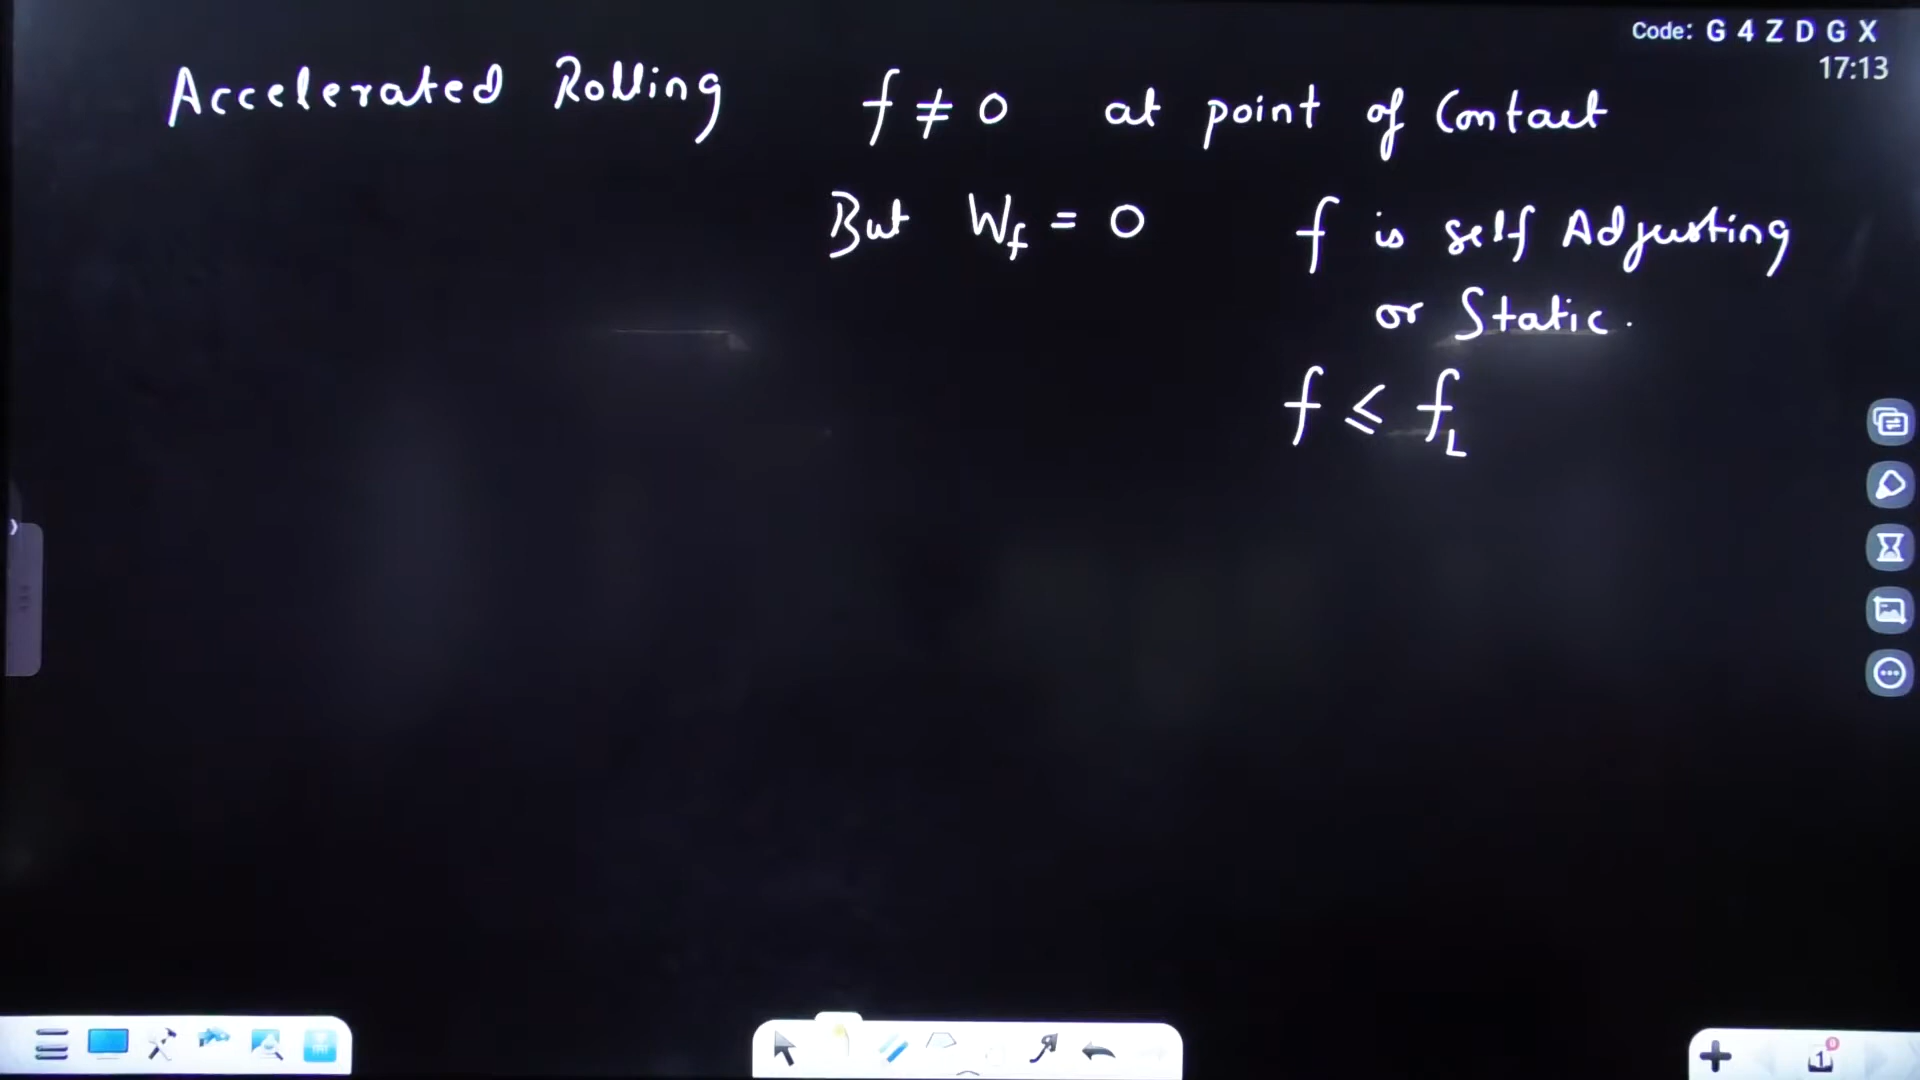 Code: G 4 Z D G X
17:13
Accelerated Rolling f ≠ 0 at point of Contact
But W_f = 0 f is self Adjusting
or Static.
f ≤ f_L